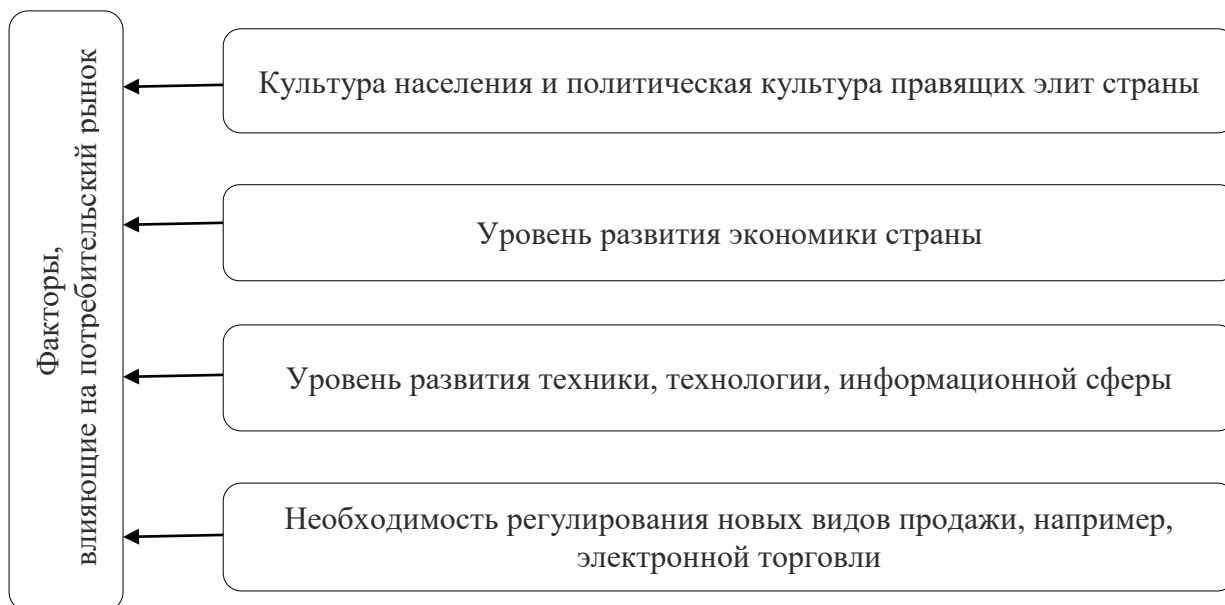 Факторы,
влияющие на потребительский рынок
Культура населения и политическая культура правящих элит страны
Уровень развития экономики страны
Уровень развития техники, технологии, информационной сферы
Необходимость регулирования новых видов продажи, например,
электронной торговли